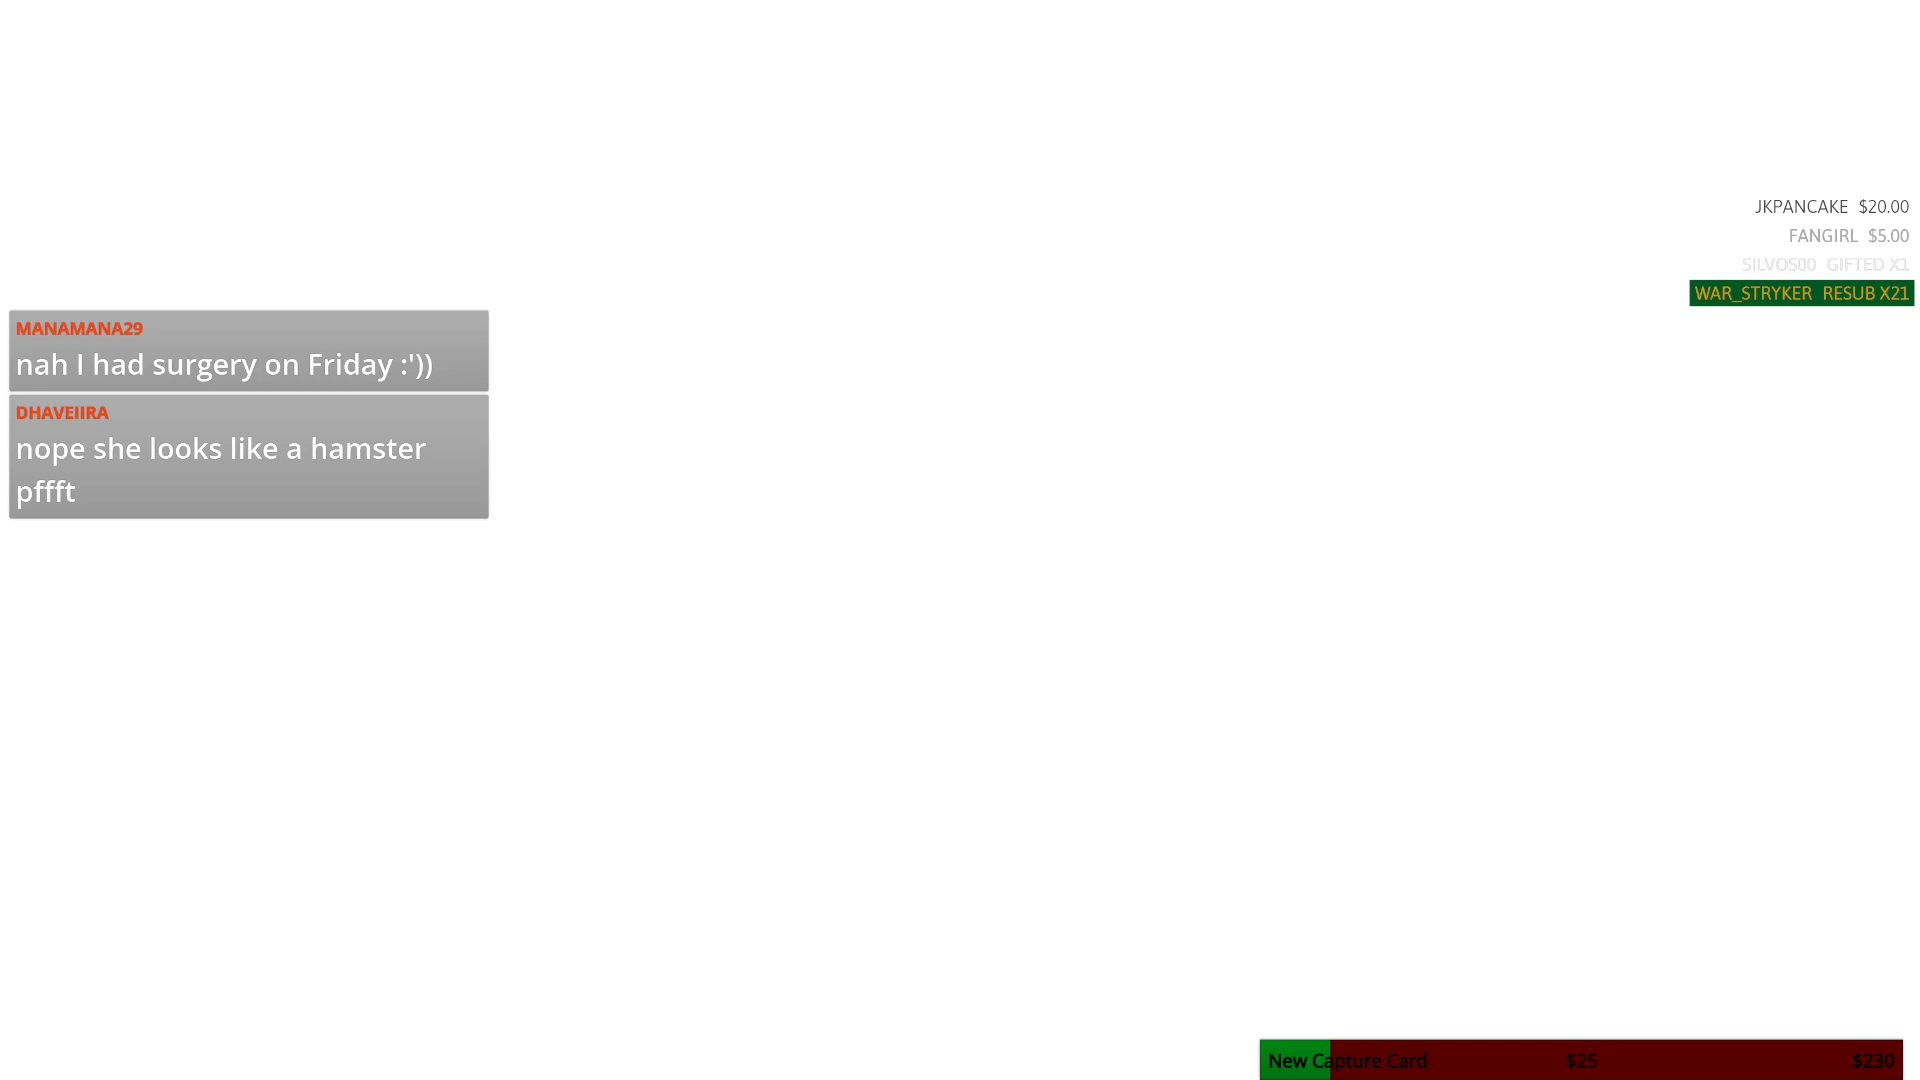 JKPANCAKE $20.00
FANGIRL $5.00
SILVOS00 GIFTED X1
WAR_STRYKER RESUB X21
MANAMANA29
nah I had surgery on Friday :'))
DHAVEIIRA
nope she looks like a hamster
pffft
New Capture Card $25 $230